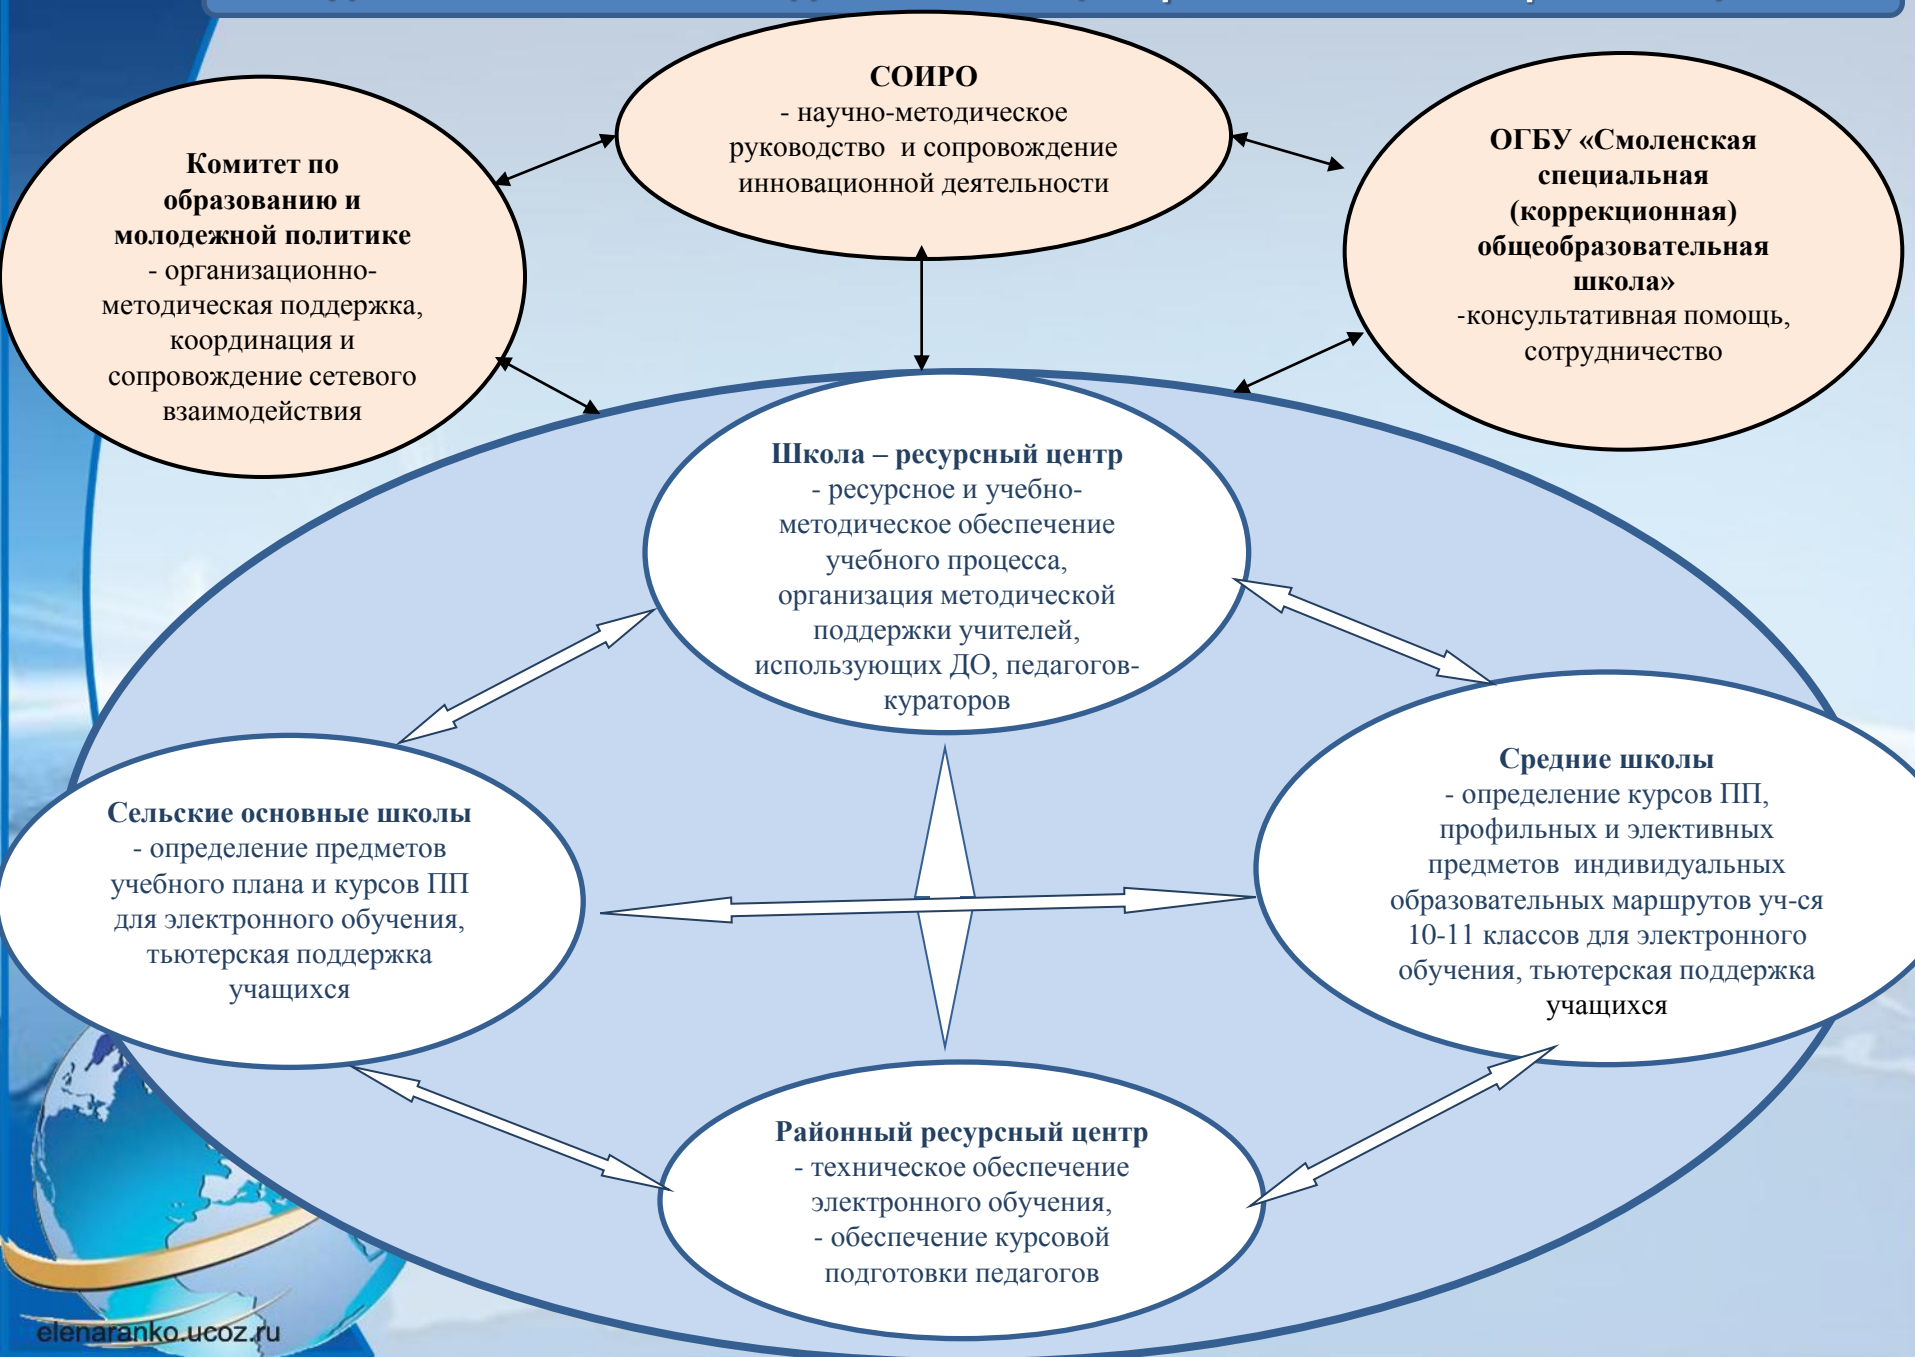 СОИРО
- научно-методическое
руководство и сопровождение
инновационной деятельности
Комитет по
образованию и
молодежной политике
- организационно-
методическая поддержка,
координация и
сопровождение сетевого
взаимодействия
ОГБУ «Смоленская
специальная
(коррекционная)
общеобразовательная
школа»
-консультативная помощь,
сотрудничество
Школа – ресурсный центр
- ресурсное и учебно-
методическое обеспечение
учебного процесса,
организация методической
поддержки учителей,
использующих ДО, педагогов-
кураторов
Сельские основные школы
- определение предметов
учебного плана и курсов ПП
для электронного обучения,
тьютерская поддержка
учащихся
Средние школы
- определение курсов ПП,
профильных и элективных
предметов индивидуальных
образовательных маршрутов уч-ся
10-11 классов для электронного
обучения, тьютерская поддержка
учащихся
Районный ресурсный центр
- техническое обеспечение
электронного обучения,
- обеспечение курсовой
подготовки педагогов
elenaranko.ucoz.ru